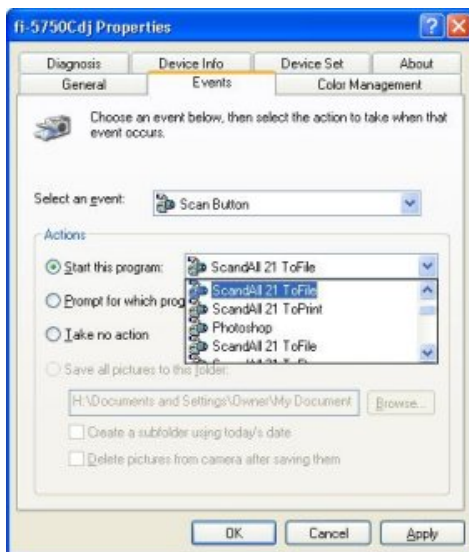 fi-5750Cdj Properties
Diagnosis Device Info Device Set About
General Events Color Management
Choose an event below, then select the action to take when that
event occurs.
Select an event: Scan Button
Actions
Start this program: ScandAll 21 ToFile
ScandAll 21 ToFile
Prompt for which prog ScandAll 21 ToPrint
Photoshop
Take no action ScandAll 21 ToFile
Save all pictures to this folder:
H:\Documents and Settings\Owner\My Document Browse...
Create a subfolder using today's date
Delete pictures from camera after saving them
OK Cancel Apply